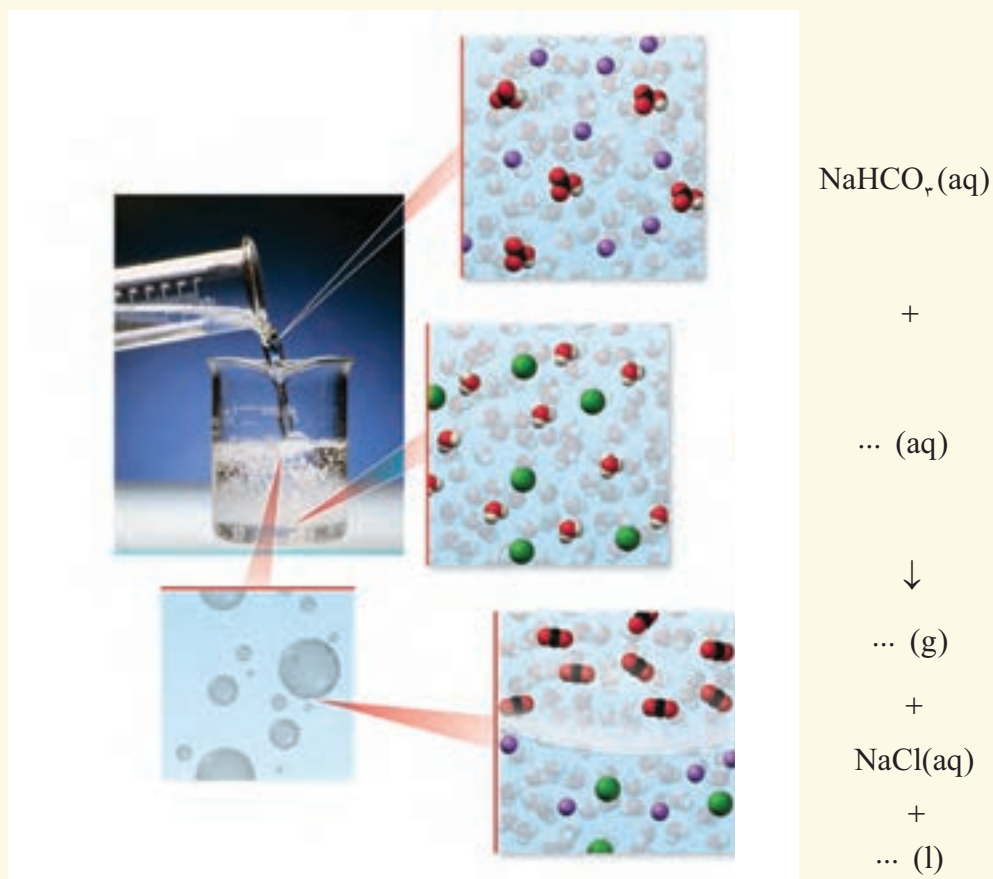 NaHCO۳(aq)
+
... (aq)
↓
... (g)
+
NaCl(aq)
+
... (l)